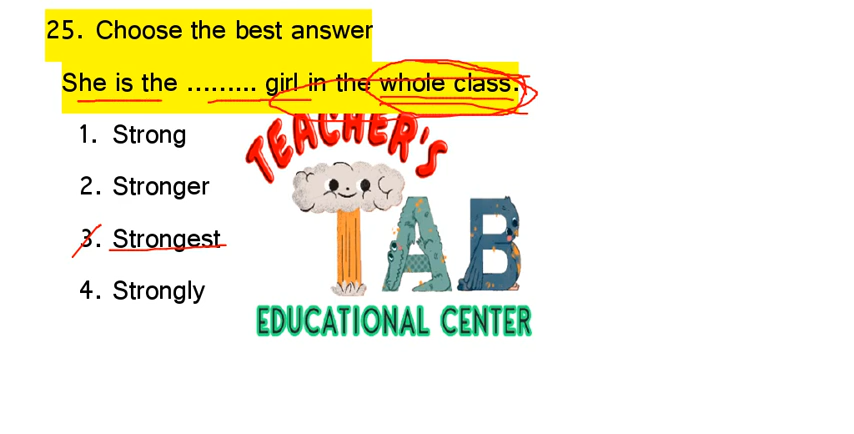 25. Choose the best answer
She is the ......... girl in the whole class.
1. Strong
2. Stronger
3. Strongest
4. Strongly
TEACHER'S
TAB
EDUCATIONAL CENTER